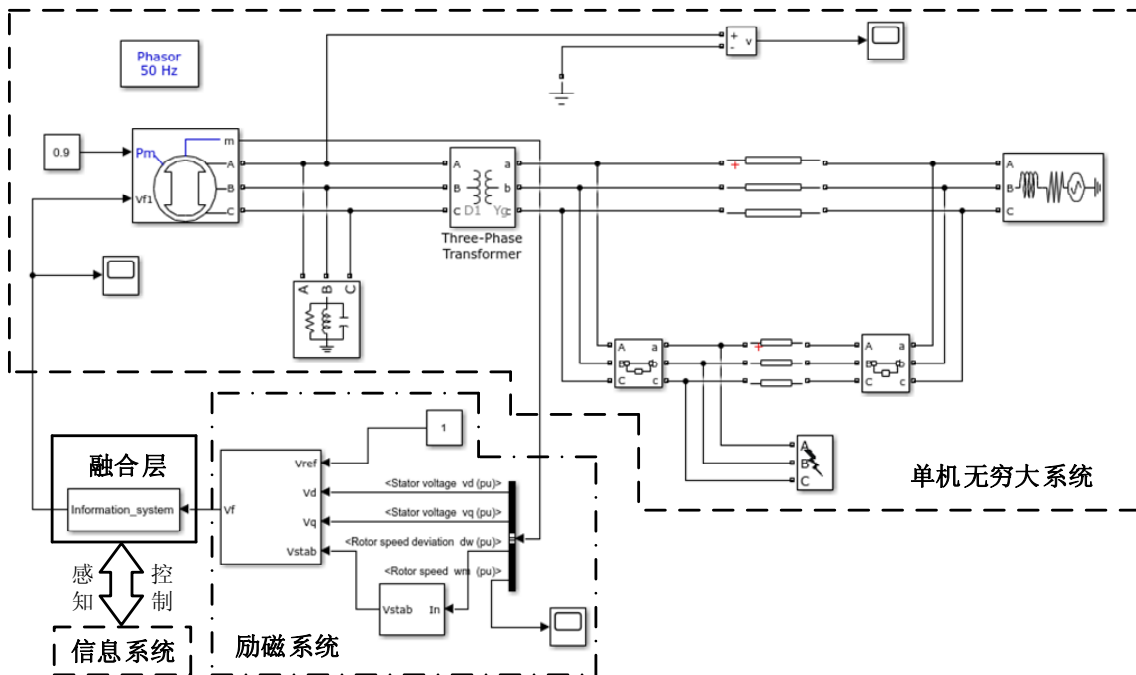 Phasor
50 Hz
+
-
v
0.9
Pm
m
A
B
C
Vf1
A
B
C
a
b
c
D1
Yg
Three-Phase
Transformer
A
B
C
A
B
C
+
A
B
C
a
b
c
+
A
B
C
a
b
c
A
B
C
单机无穷大系统
融合层
Information_system
感知
控制
信息系统
1
Vref
Vd
Vq
Vstab
Vf
<Stator voltage vd (pu)>
<Stator voltage vq (pu)>
<Rotor speed deviation dw (pu)>
<Rotor speed wm (pu)>
Vstab
In
励磁系统